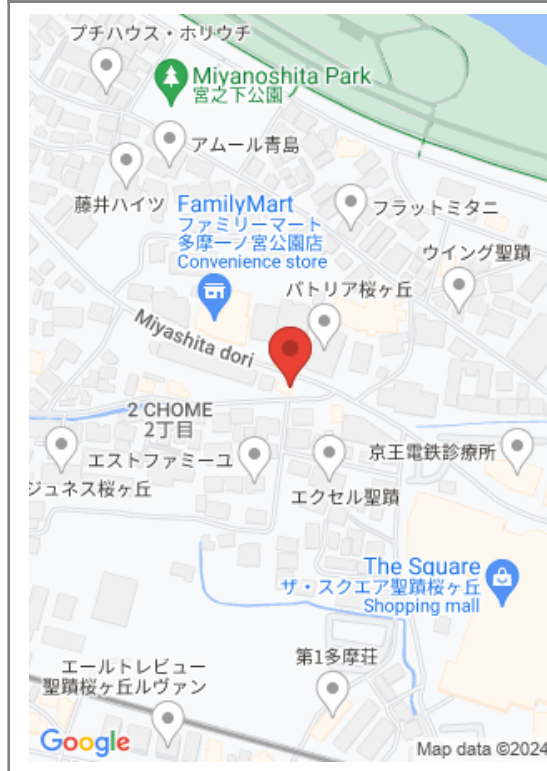 プチハウス・ホリウチ
Miyanoshita Park
宮之下公園
アムール青島
藤井ハイツ
FamilyMart
ファミリーマート
多摩一ノ宮公園店
Convenience store
フラットミタニ
ウイング聖蹟
パトリア桜ヶ丘
Miyashita dori
2 CHOME
2丁目
エストファミーユ
京王電鉄診療所
ジュネス桜ヶ丘
エクセル聖蹟
The Square
ザ・スクエア聖蹟桜ヶ丘
Shopping mall
第1多摩荘
エールトレビュー
聖蹟桜ヶ丘ルヴァン
Google
Map data ©2024